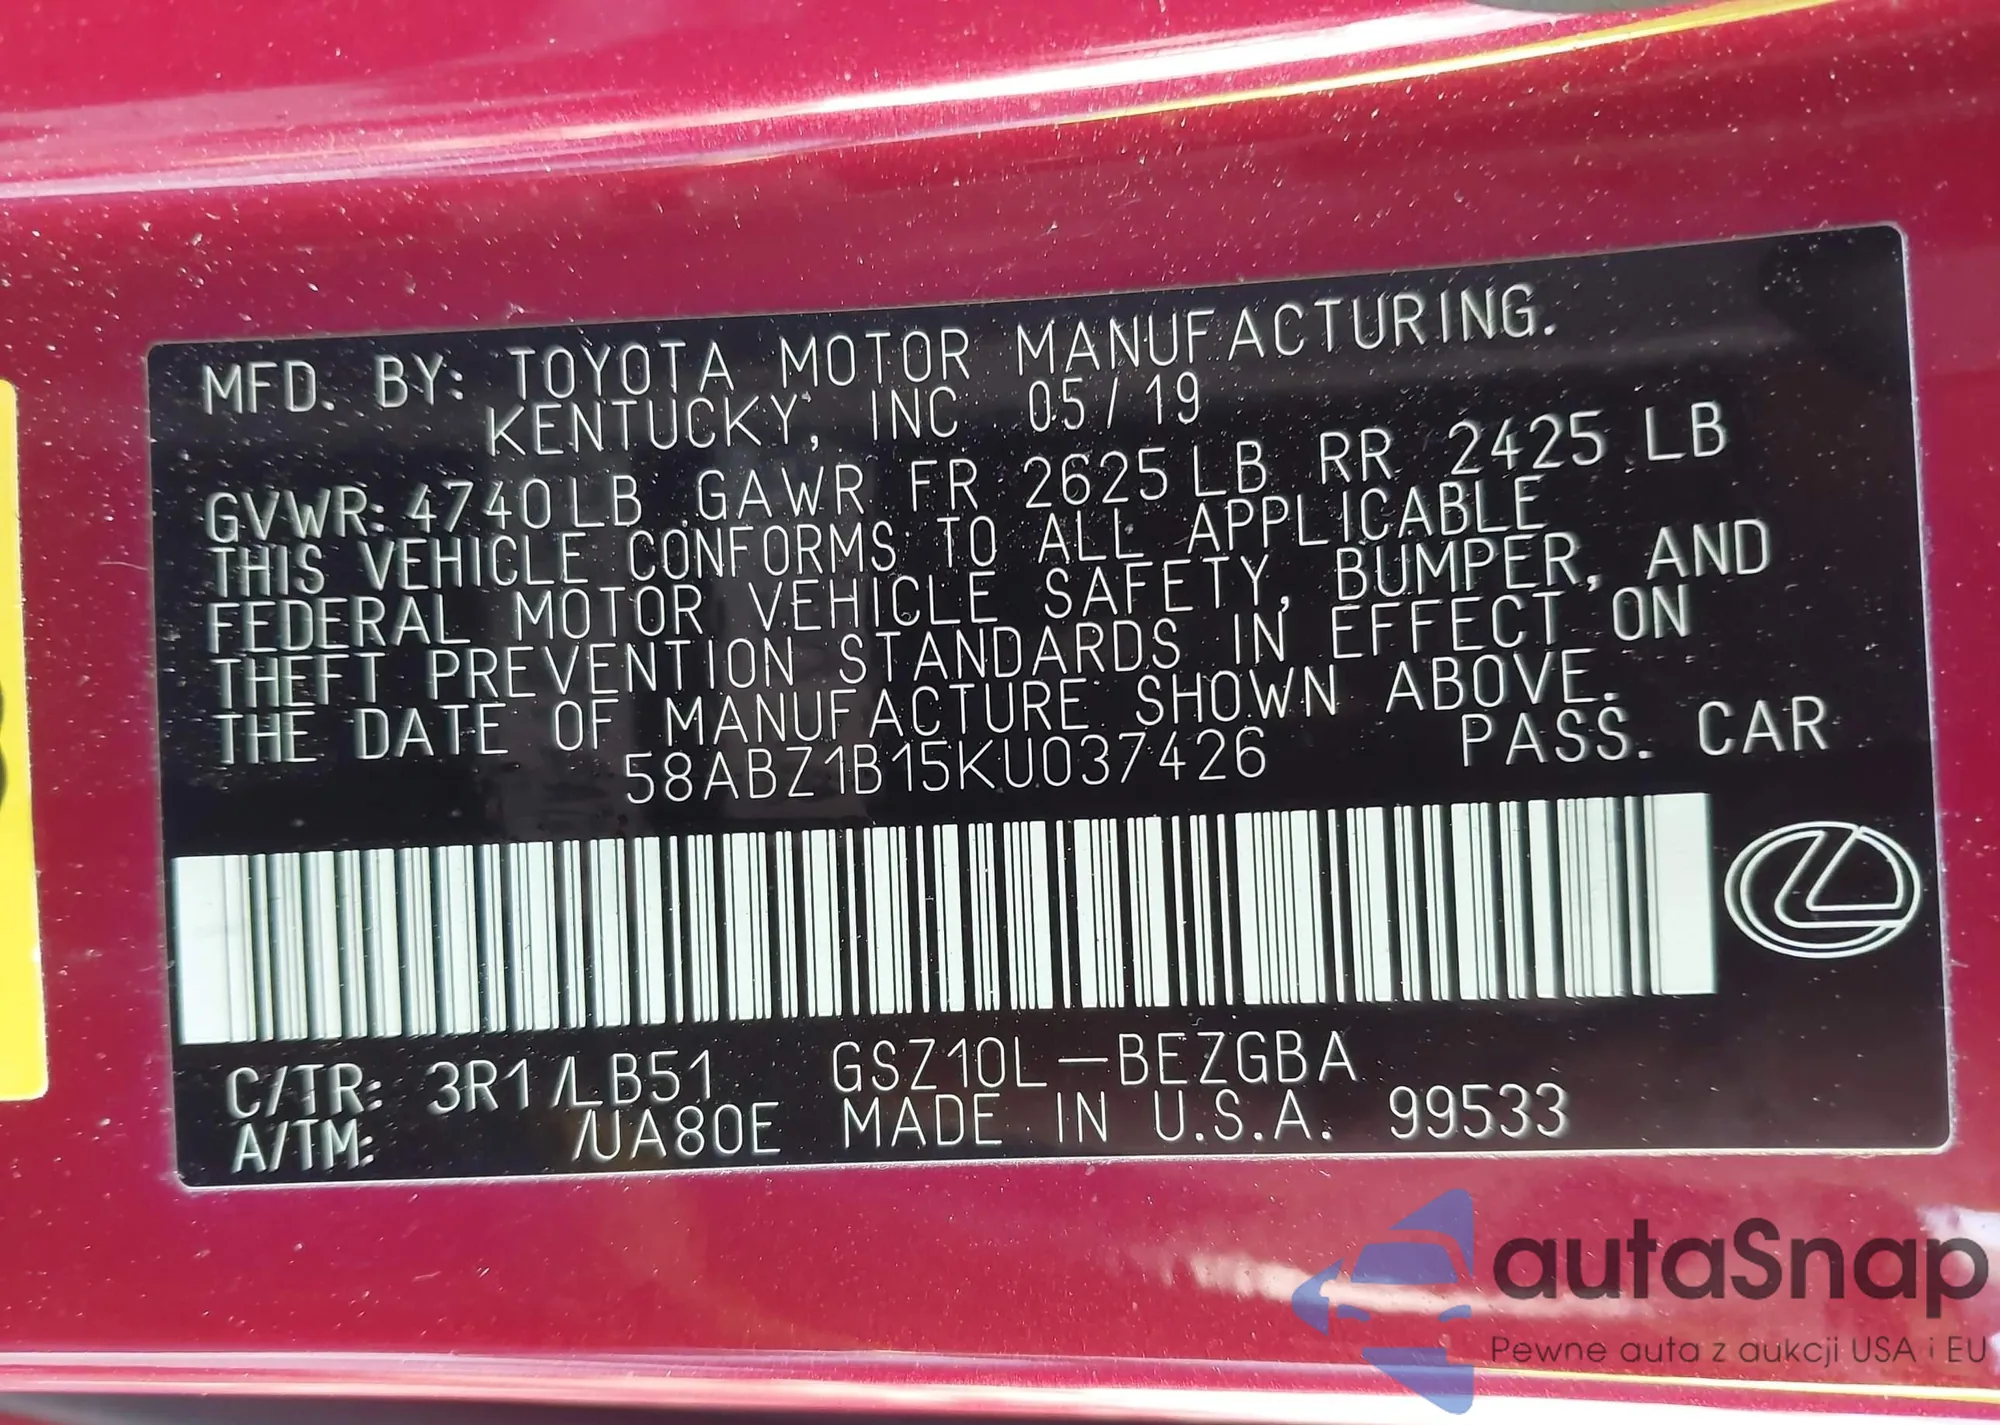 MFD. BY: TOYOTA MOTOR MANUFACTURING.
KENTUCKY, INC 05/19
GVWR: 4740LB GAWR FR 2625LB RR 2425 LB
THIS VEHICLE CONFORMS TO ALL APPLICABLE
FEDERAL MOTOR VEHICLE SAFETY, BUMPER, AND
THEFT PREVENTION STANDARDS IN EFFECT ON
THE DATE OF MANUFACTURE SHOWN ABOVE.
58ABZ1B15KU037426 PASS. CAR
C/TR: 3R1/LB51 GSZ10L-BEZGBA
A/TM: /UA80E MADE IN U.S.A. 99533
autaSnap
Pewne auta z aukcji USA i EU